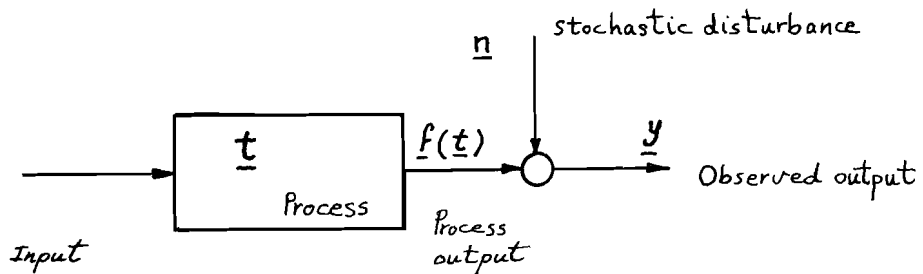 stochastic disturbance
n
t
f(t)
y
Process
Observed output
Process
output
Input